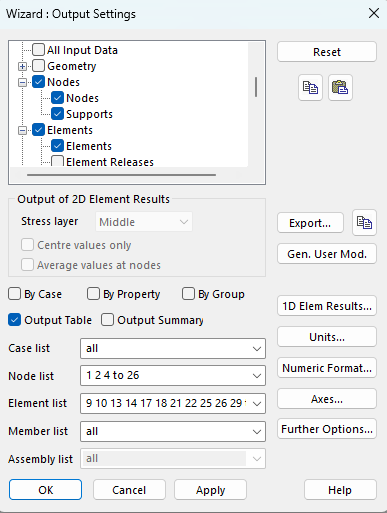 Wizard : Output Settings
All Input Data
Geometry
Nodes
Nodes
Supports
Elements
Elements
Element Releases
Reset
Output of 2D Element Results
Stress layer Middle
Centre values only
Average values at nodes
Export...
Gen. User Mod.
By Case By Property By Group
Output Table Output Summary
1D Elem Results...
Case list all
Units...
Node list 1 2 4 to 26
Numeric Format...
Element list 9 10 13 14 17 18 21 22 25 26 29
Axes...
Member list all
Further Options...
Assembly list all
OK Cancel Apply Help